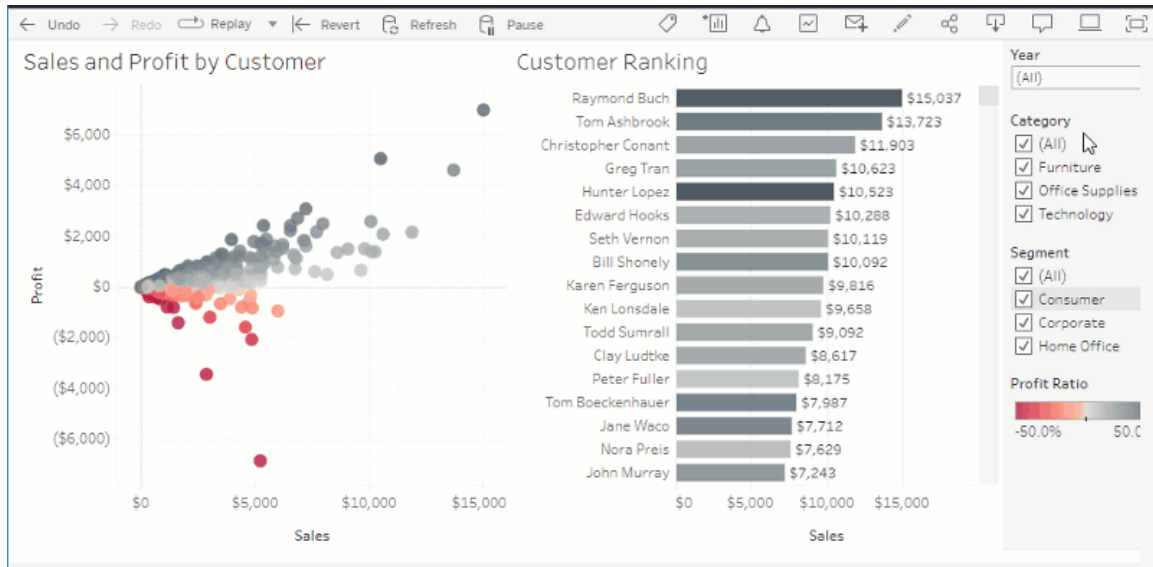 Undo Redo Replay Revert Refresh Pause
Sales and Profit by Customer
$6,000
$4,000
$2,000
$0
($2,000)
($4,000)
($6,000)
Profit
$0 $5,000 $10,000 $15,000
Sales
Customer Ranking
Raymond Buch $15,037
Tom Ashbrook $13,723
Christopher Conant $11,903
Greg Tran $10,623
Hunter Lopez $10,523
Edward Hooks $10,288
Seth Vernon $10,119
Bill Shonely $10,092
Karen Ferguson $9,816
Ken Lonsdale $9,658
Todd Sumrall $9,092
Clay Ludtke $8,617
Peter Fuller $8,175
Tom Boeckenhauer $7,987
Jane Waco $7,712
Nora Preis $7,629
John Murray $7,243
$0 $5,000 $10,000 $15,000
Sales
Year
(All)
Category
(All)
Furniture
Office Supplies
Technology
Segment
(All)
Consumer
Corporate
Home Office
Profit Ratio
-50.0%